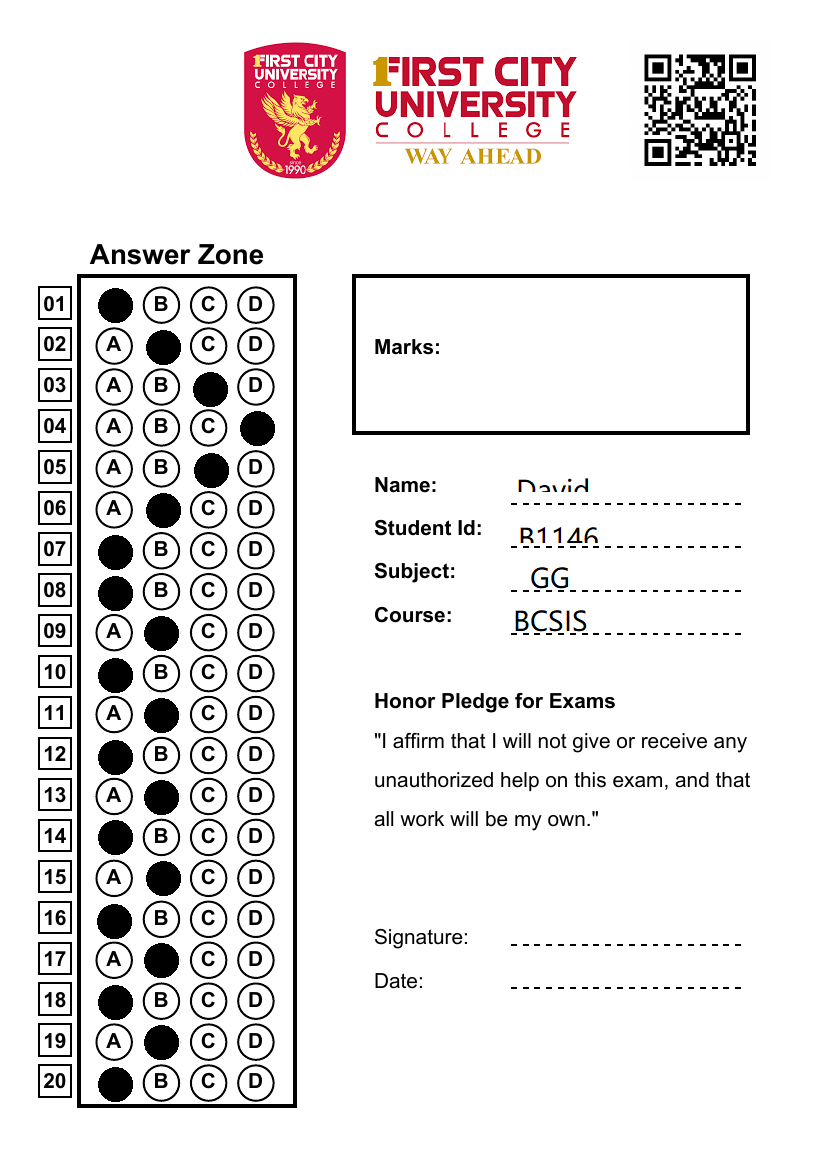 1FIRST CITY
UNIVERSITY
COLLEGE
since
1990
1FIRST CITY
UNIVERSITY
COLLEGE
WAY AHEAD
Answer Zone
01 B C D
02 A C D
03 A B D
04 A B C
05 A B D
06 A C D
07 B C D
08 B C D
09 A C D
10 B C D
11 A C D
12 B C D
13 A C D
14 B C D
15 A C D
16 B C D
17 A C D
18 B C D
19 A C D
20 B C D
Marks:
Name: David
Student Id: B1146
Subject: GG
Course: BCSIS
Honor Pledge for Exams
"I affirm that I will not give or receive any
unauthorized help on this exam, and that
all work will be my own."
Signature:
Date: